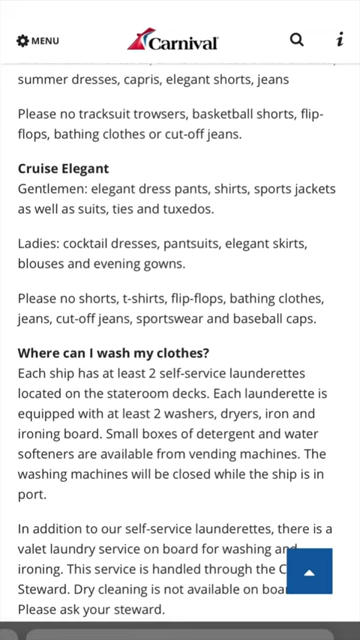 MENU
Carnival
summer dresses, capris, elegant shorts, jeans
Please no tracksuit trowsers, basketball shorts, flip-
flops, bathing clothes or cut-off jeans.
Cruise Elegant
Gentlemen: elegant dress pants, shirts, sports jackets
as well as suits, ties and tuxedos.
Ladies: cocktail dresses, pantsuits, elegant skirts,
blouses and evening gowns.
Please no shorts, t-shirts, flip-flops, bathing clothes,
jeans, cut-off jeans, sportswear and baseball caps.
Where can I wash my clothes?
Each ship has at least 2 self-service launderettes
located on the stateroom decks. Each launderette is
equipped with at least 2 washers, dryers, iron and
ironing board. Small boxes of detergent and water
softeners are available from vending machines. The
washing machines will be closed while the ship is in
port.
In addition to our self-service launderettes, there is a
valet laundry service on board for washing and
ironing. This service is handled through the
Steward. Dry cleaning is not available on
Please ask your steward.